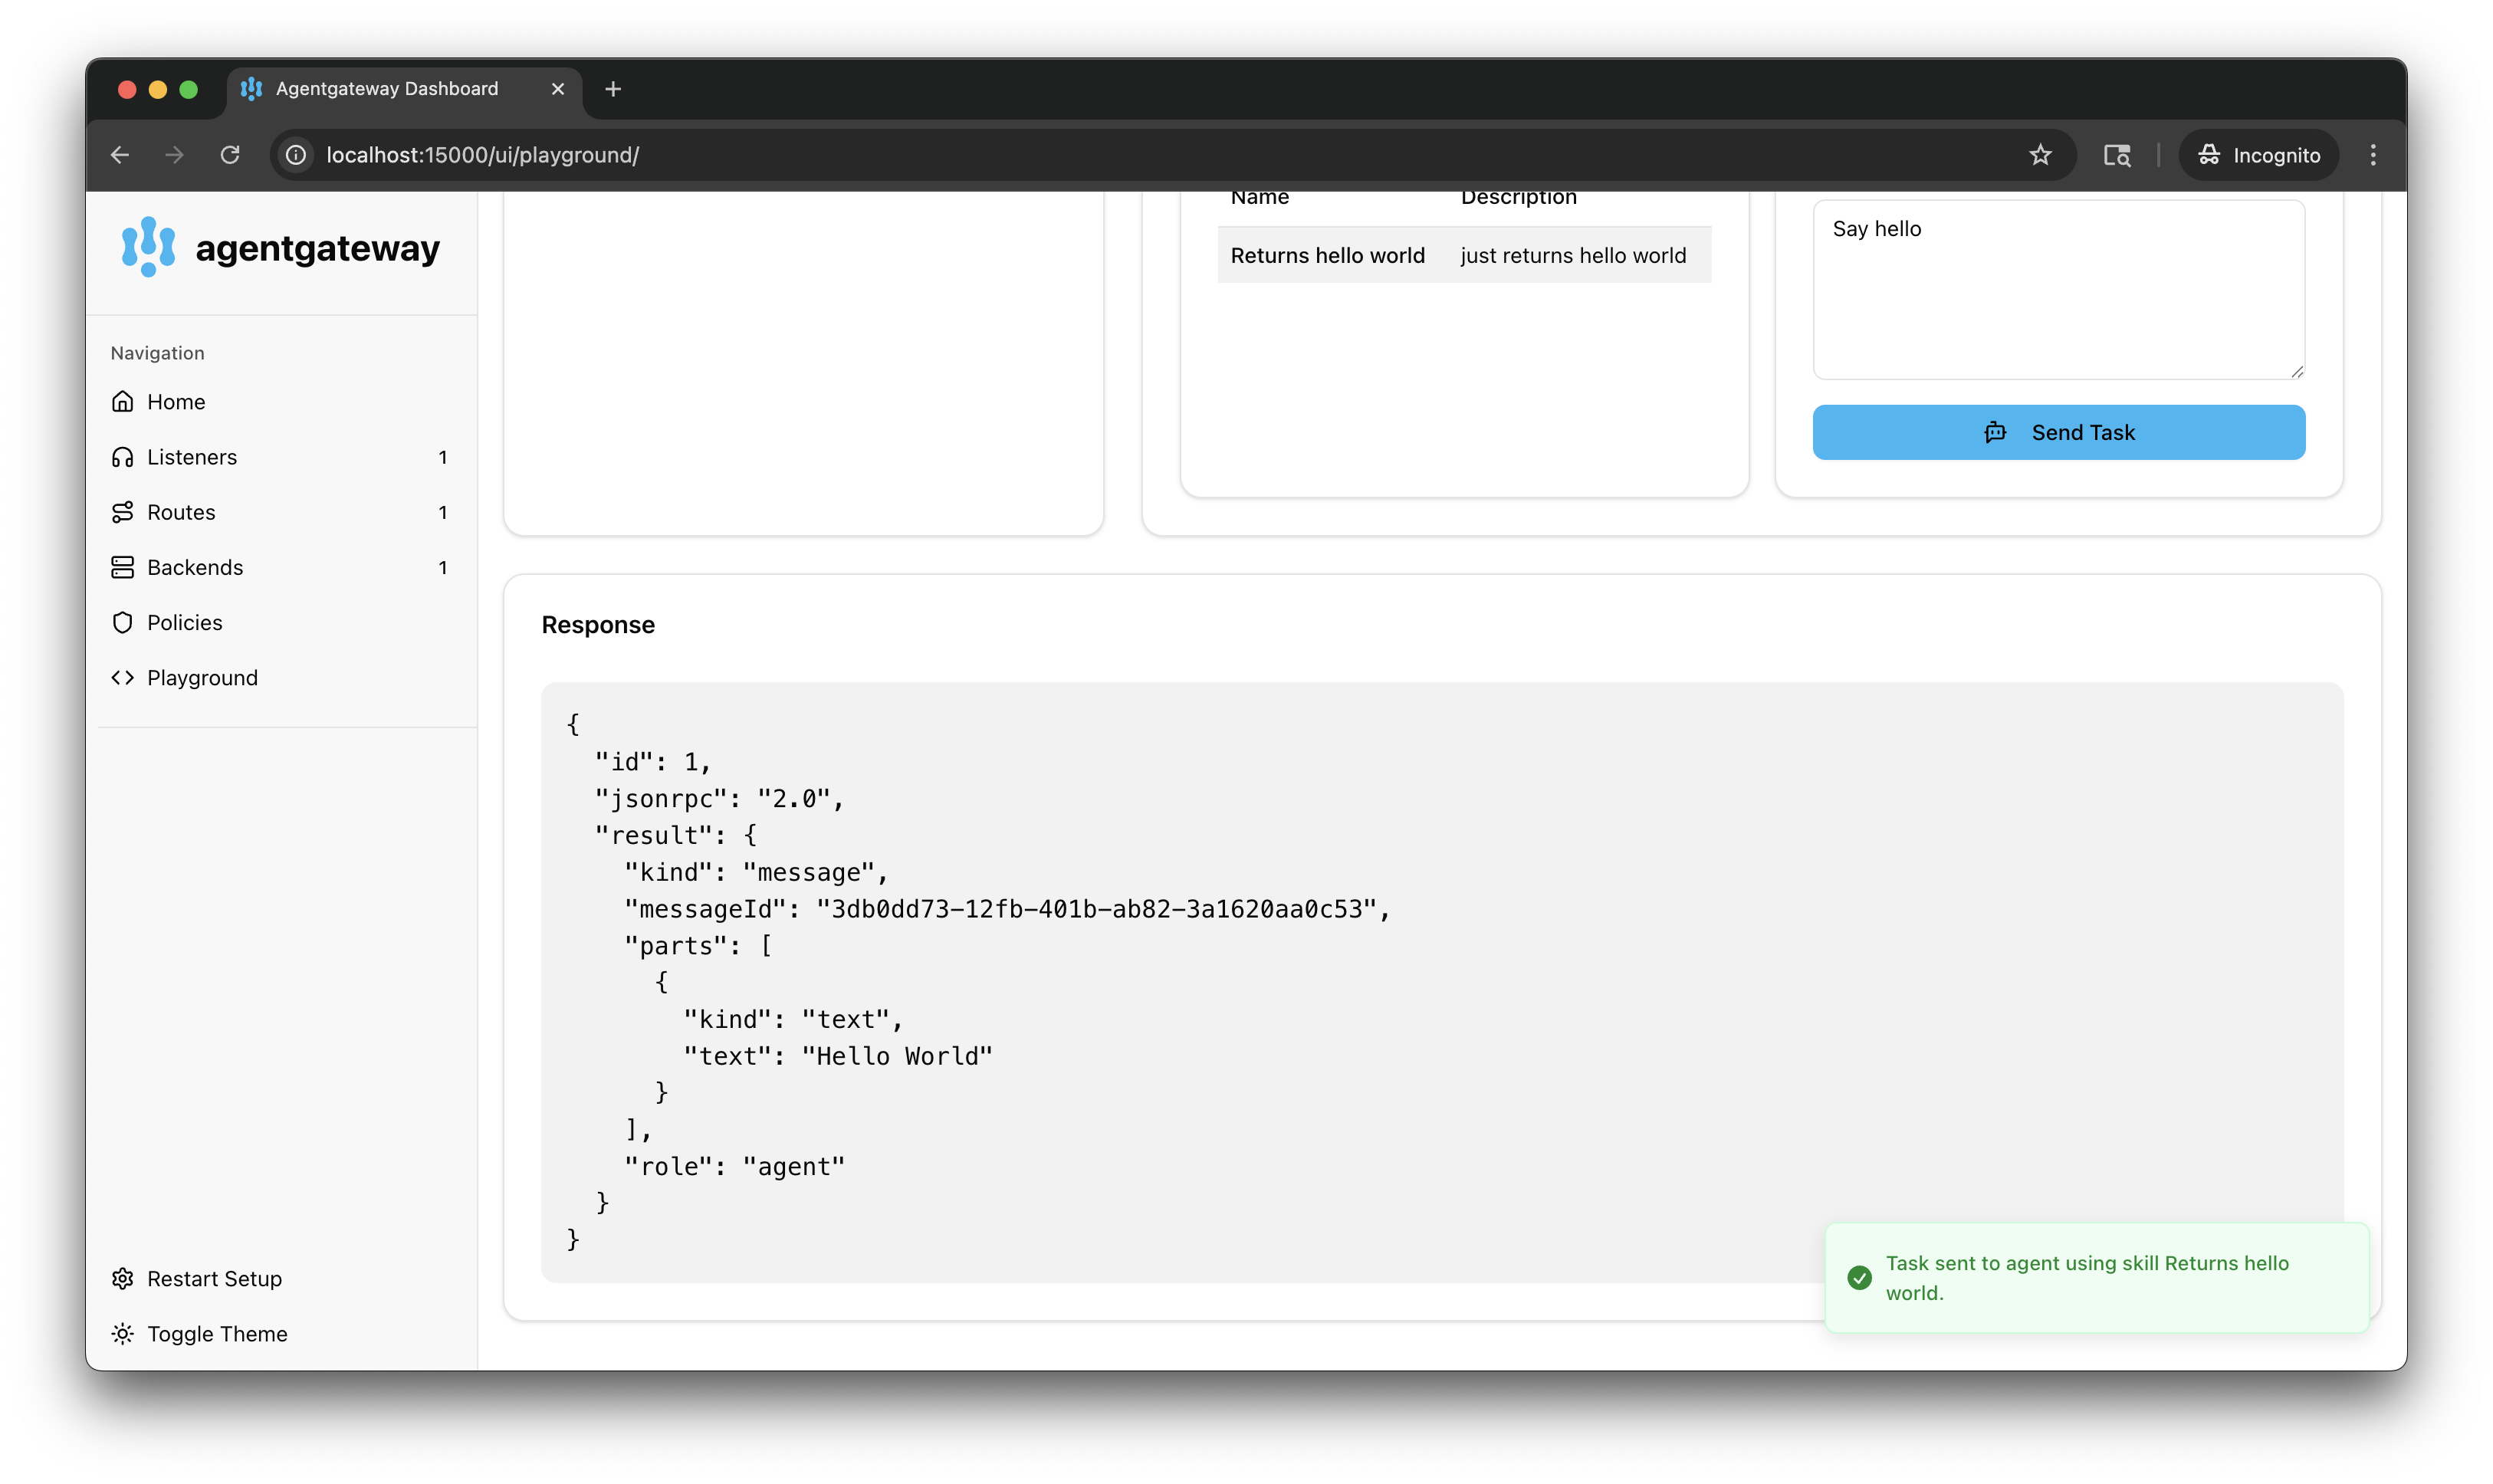 Agentgateway Dashboard
localhost:15000/ui/playground/
Incognito
agentgateway
Navigation
Home
Listeners 1
Routes 1
Backends 1
Policies
Playground
Restart Setup
Toggle Theme
Name Description
Returns hello world just returns hello world
Say hello
Send Task
Response
{
  "id": 1,
  "jsonrpc": "2.0",
  "result": {
    "kind": "message",
    "messageId": "3db0dd73-12fb-401b-ab82-3a1620aa0c53",
    "parts": [
      {
        "kind": "text",
        "text": "Hello World"
      }
    ],
    "role": "agent"
  }
}
Task sent to agent using skill Returns hello
world.